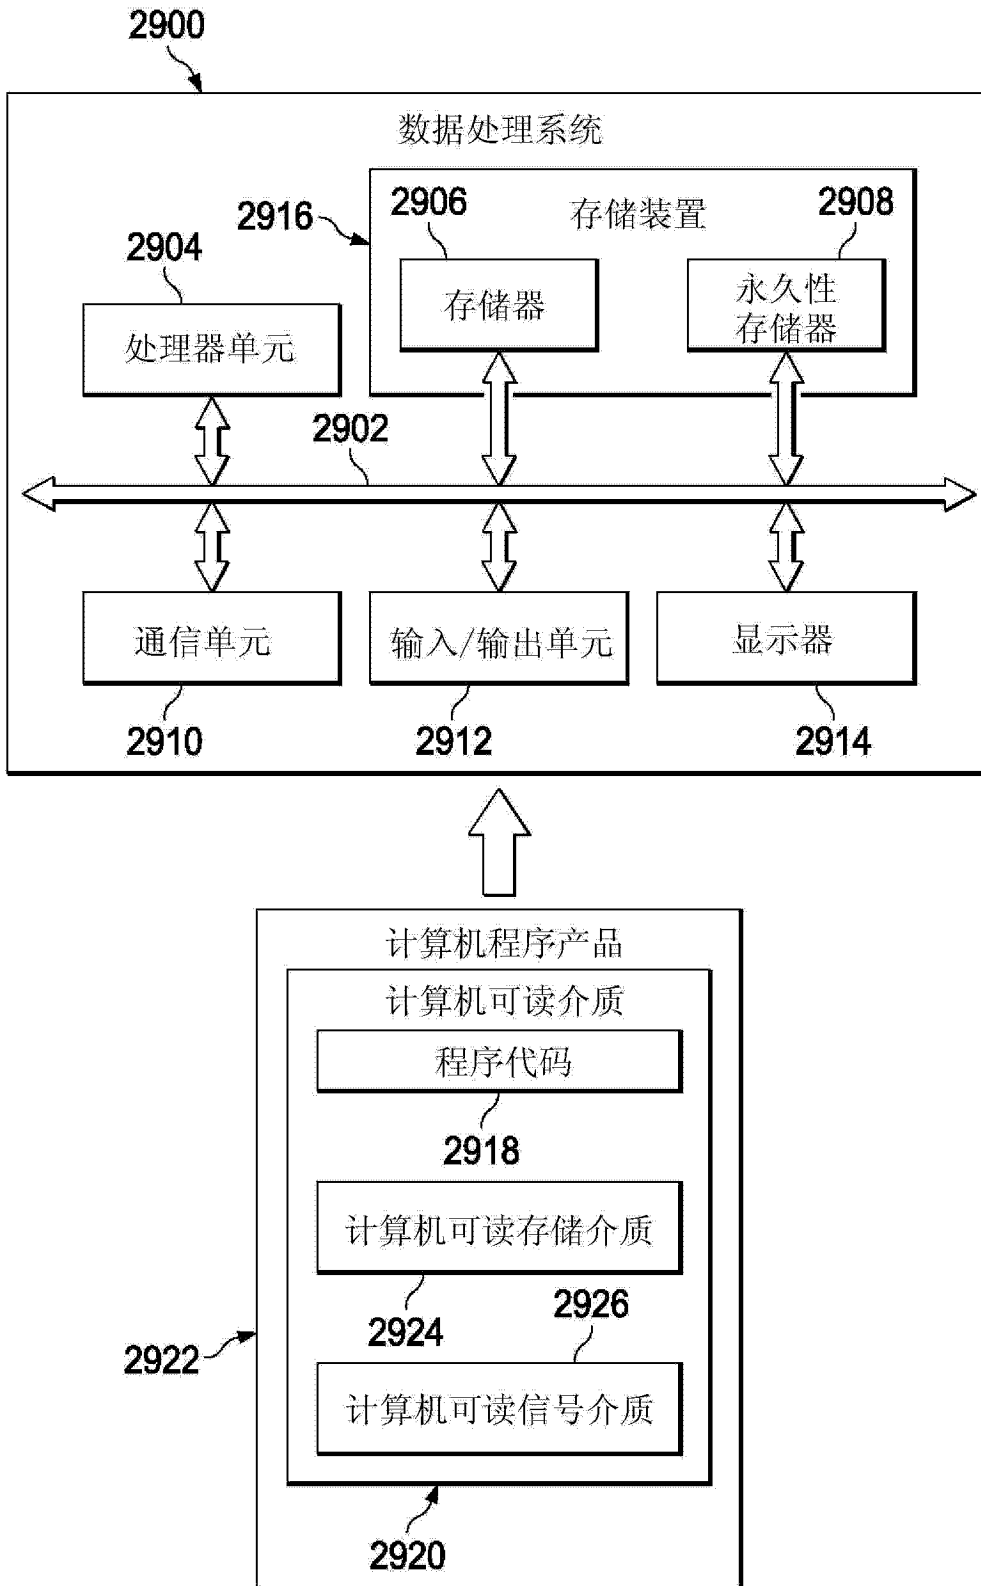 2900
数据处理系统
2906
存储装置
2908
2916
2904
存储器
永久性
存储器
处理器单元
2902
通信单元
输入/输出单元
显示器
2910
2912
2914
计算机程序产品
计算机可读介质
程序代码
2918
计算机可读存储介质
2924
2926
2922
计算机可读信号介质
2920